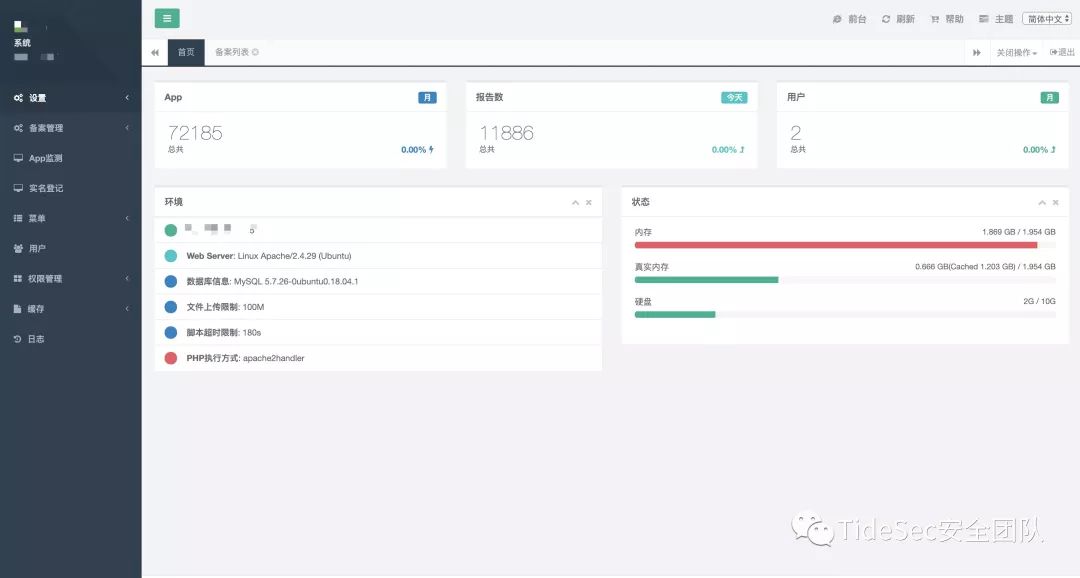 系统
前台 刷新 帮助 主题 简体中文
首页 备案列表 关闭操作 退出
设置
备案管理
App监测
实名登记
菜单
用户
权限管理
缓存
日志
App 月
72185
总共 0.00%
报告数 今天
11886
总共 0.00%
用户 月
2
总共 0.00%
环境
Web Server: Linux Apache/2.4.29 (Ubuntu)
数据库信息: MySQL 5.7.26-0ubuntu0.18.04.1
文件上传限制: 100M
脚本超时限制: 180s
PHP执行方式: apache2handler
状态
内存 1.869 GB / 1.954 GB
真实内存 0.666 GB(Cached 1.203 GB) / 1.954 GB
硬盘 2G / 10G
TideSec安全团队